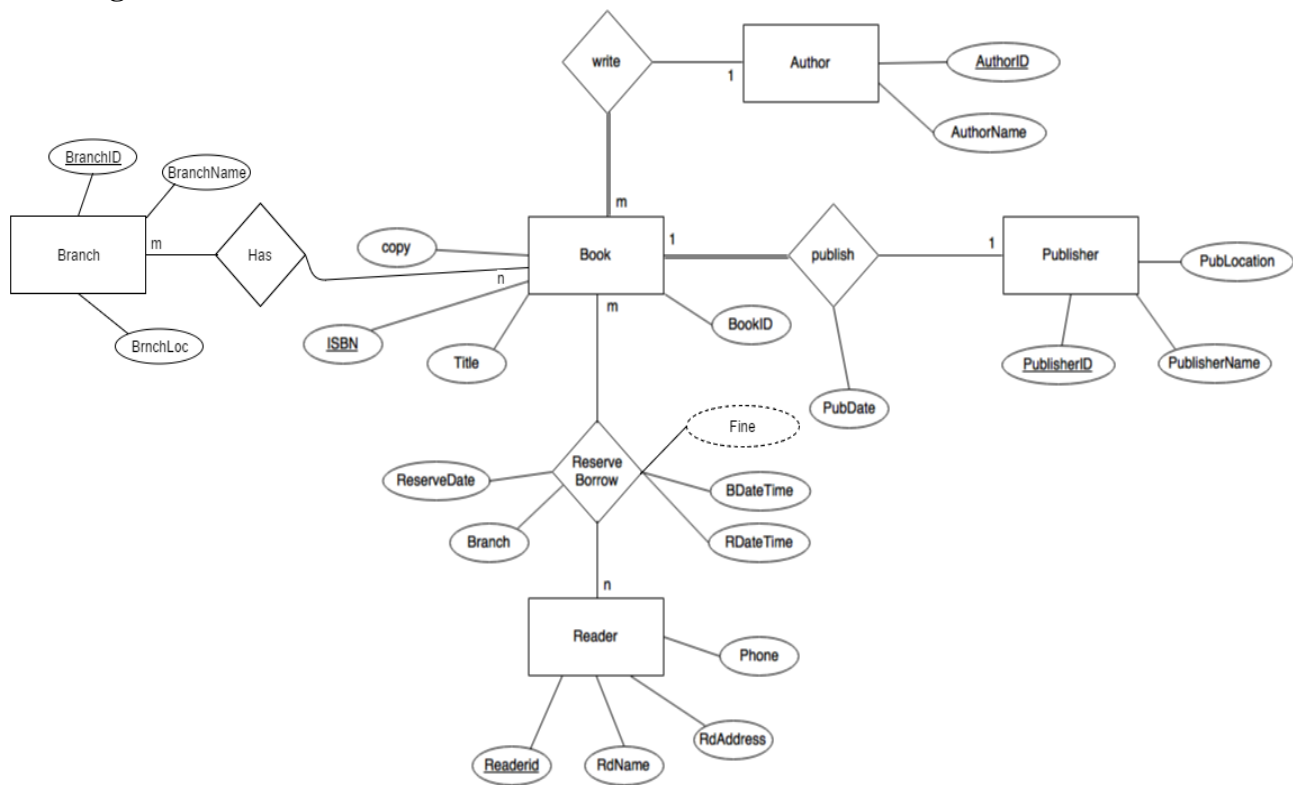 write
1
Author
AuthorID
AuthorName
BranchID
BranchName
Branch
m
Has
BrnchLoc
copy
n
ISBN
Title
m
Book
1
m
BookID
publish
1
Publisher
PubLocation
PublisherID
PublisherName
PubDate
Fine
ReserveDate
Reserve
Borrow
BDateTime
Branch
RDateTime
n
Reader
Phone
RdAddress
Readerid
RdName